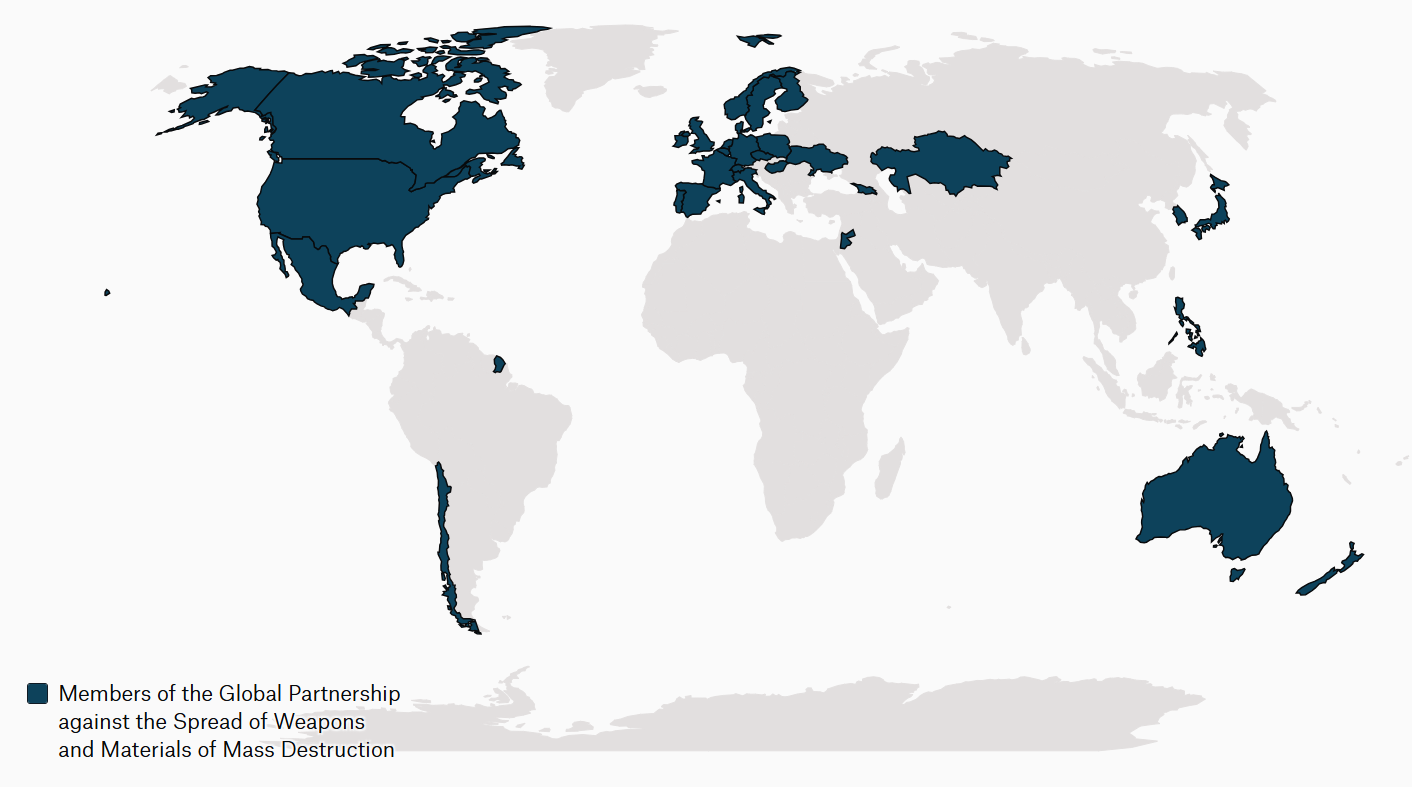 Members of the Global Partnership
against the Spread of Weapons
and Materials of Mass Destruction